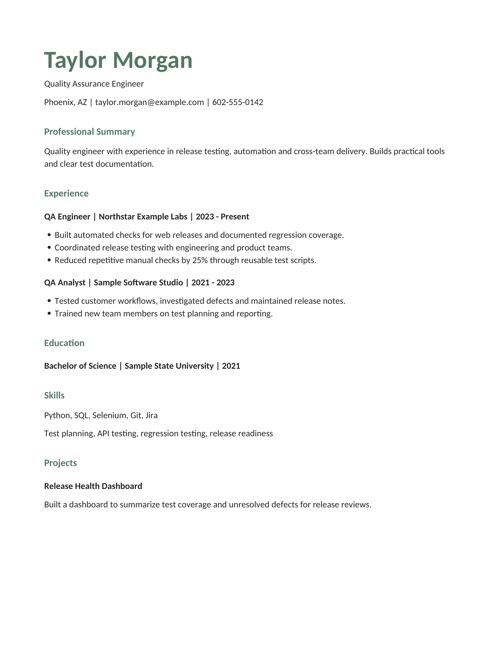 Taylor Morgan
Quality Assurance Engineer
Phoenix, AZ | taylor.morgan@example.com | 602-555-0142
Professional Summary
Quality engineer with experience in release testing, automation and cross-team delivery. Builds practical tools
and clear test documentation.
Experience
QA Engineer | Northstar Example Labs | 2023 - Present
• Built automated checks for web releases and documented regression coverage.
• Coordinated release testing with engineering and product teams.
• Reduced repetitive manual checks by 25% through reusable test scripts.
QA Analyst | Sample Software Studio | 2021 - 2023
• Tested customer workflows, investigated defects and maintained release notes.
• Trained new team members on test planning and reporting.
Education
Bachelor of Science | Sample State University | 2021
Skills
Python, SQL, Selenium, Git, Jira
Test planning, API testing, regression testing, release readiness
Projects
Release Health Dashboard
Built a dashboard to summarize test coverage and unresolved defects for release reviews.